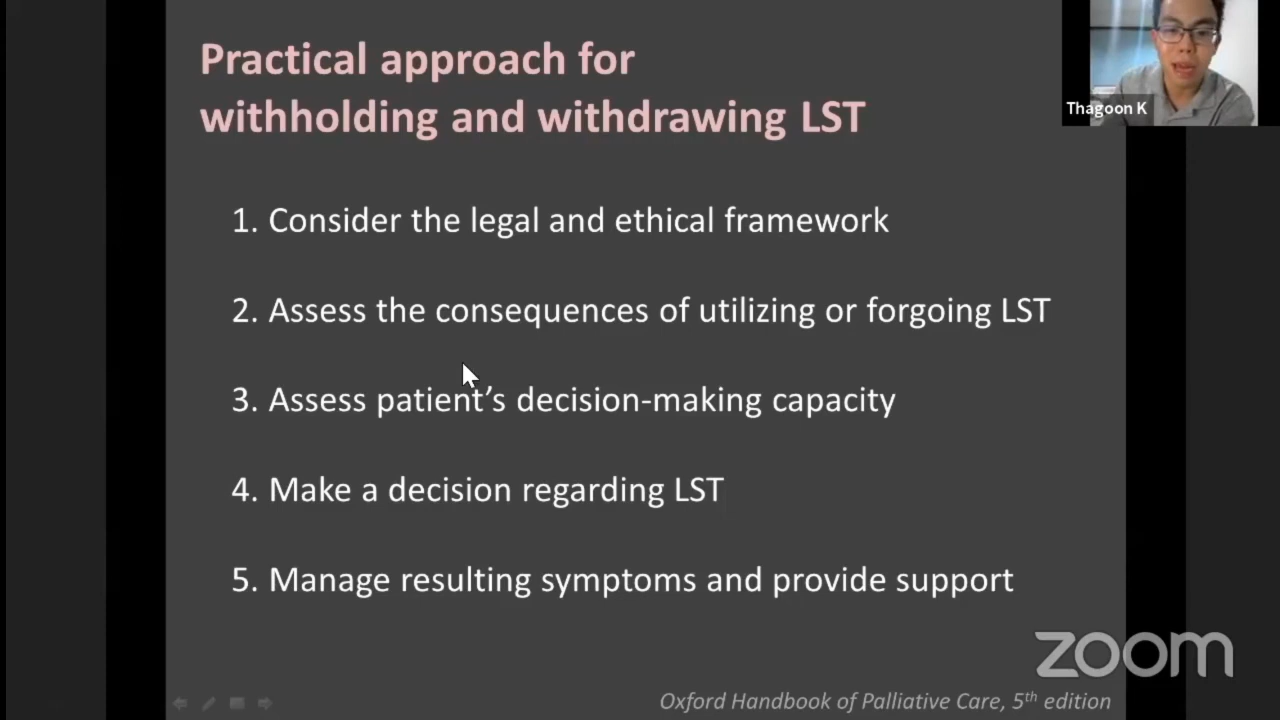 Practical approach for
withholding and withdrawing LST
Thagoon K
1. Consider the legal and ethical framework
2. Assess the consequences of utilizing or forgoing LST
3. Assess patient’s decision-making capacity
4. Make a decision regarding LST
5. Manage resulting symptoms and provide support
zoom
Oxford Handbook of Palliative Care, 5th edition